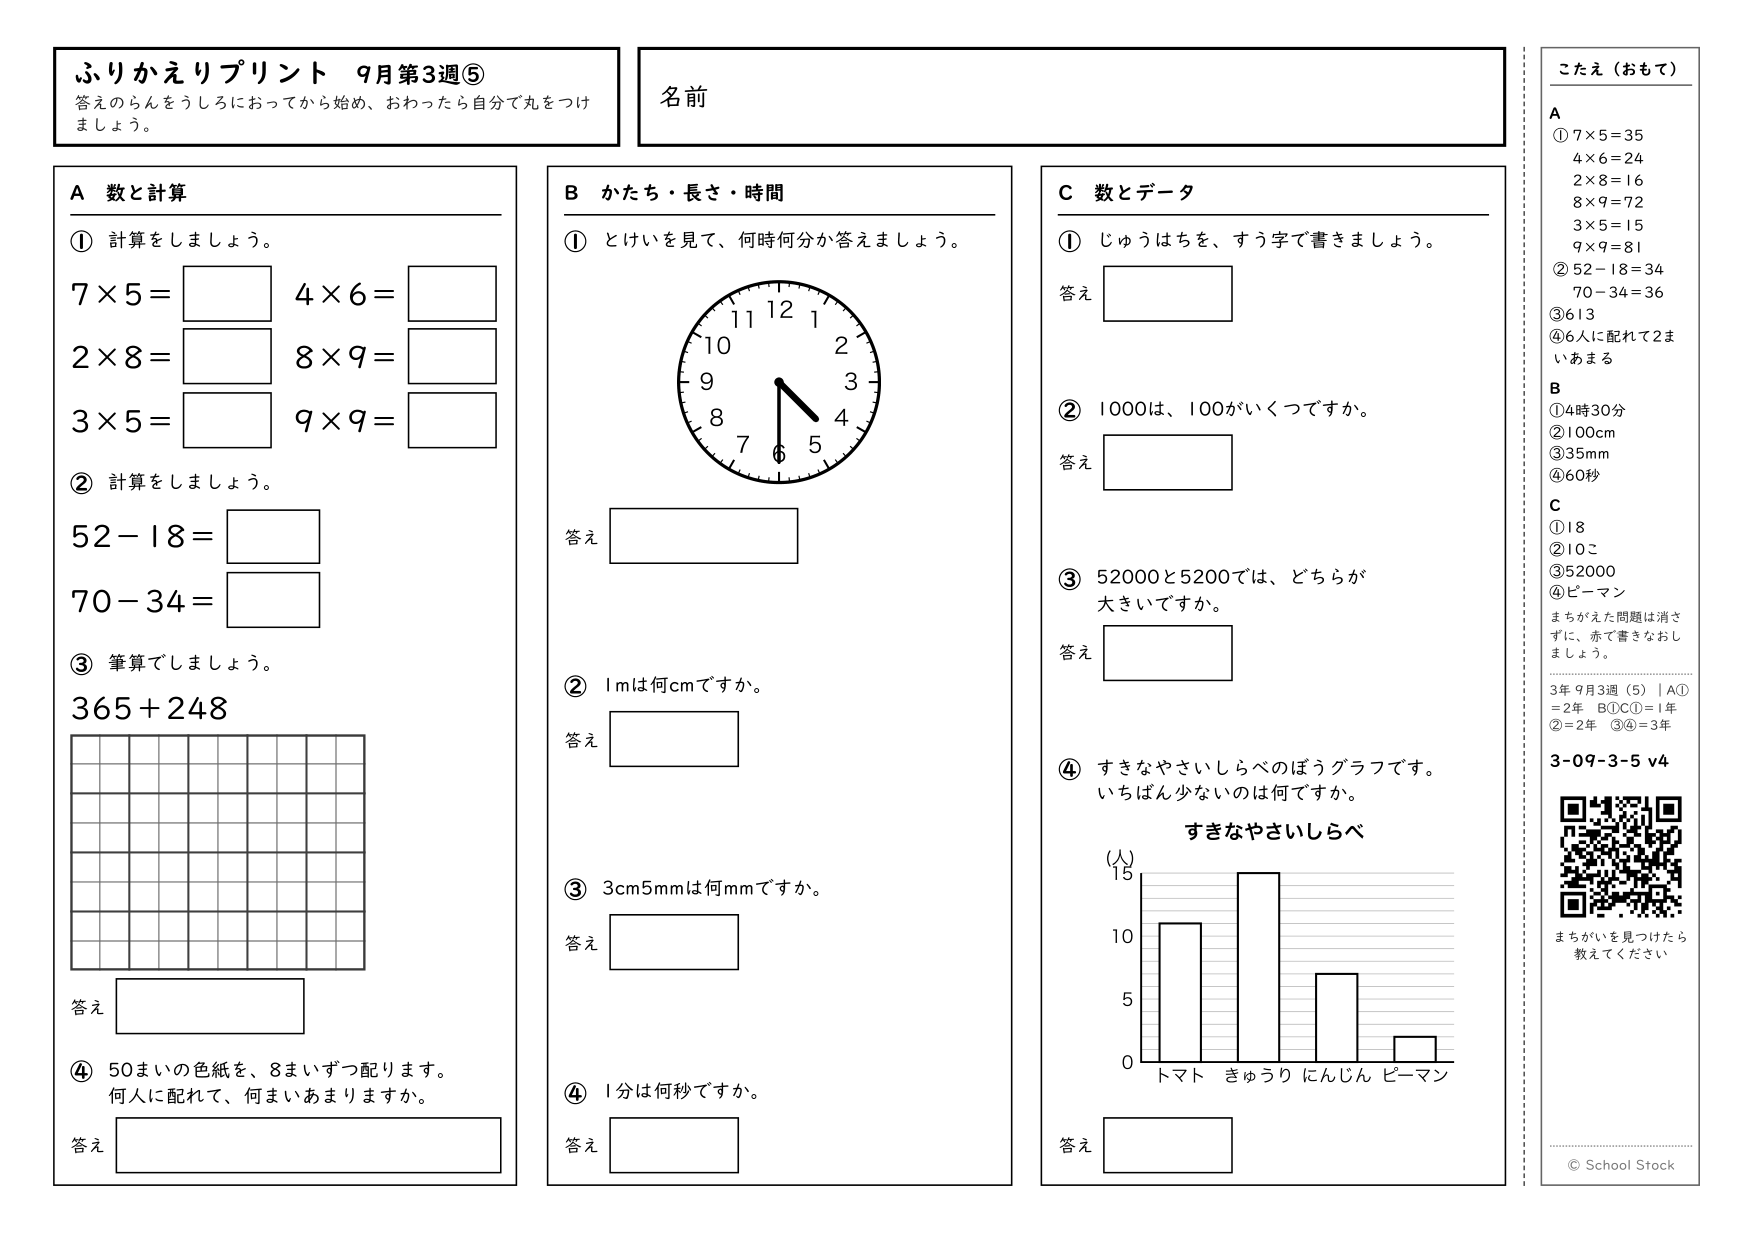 ふりかえりプリント　9月第3週⑤
答えのらんをうしろにおってから始め、おわったら自分で丸をつけ
ましょう。
名前
A　数と計算
① 計算をしましょう。
7×5＝
4×6＝
2×8＝
8×9＝
3×5＝
9×9＝
② 計算をしましょう。
52－18＝
70－34＝
③ 筆算でしましょう。
365＋248
答え
④ 50まいの色紙を、8まいずつ配ります。
何人に配れて、何まいあまりますか。
答え
B　かたち・長さ・時間
① とけいを見て、何時何分か答えましょう。
12
1
2
3
4
5
6
7
8
9
10
11
答え
② 1mは何cmですか。
答え
③ 3cm5mmは何mmですか。
答え
④ 1分は何秒ですか。
答え
C　数とデータ
① じゅうはちを、すう字で書きましょう。
答え
② 1000は、100がいくつですか。
答え
③ 52000と5200では、どちらが
大きいですか。
答え
④ すきなやさいしらべのぼうグラフです。
いちばん少ないのは何ですか。
すきなやさいしらべ
(人)
15
10
5
0
トマト きゅうり にんじん ピーマン
答え
こたえ（おもて）
A
① 7×5＝35
4×6＝24
2×8＝16
8×9＝72
3×5＝15
9×9＝81
② 52－18＝34
70－34＝36
③613
④6人に配れて2ま
いあまる
B
①4時30分
②100cm
③35mm
④60秒
C
①18
②10こ
③52000
④ピーマン
まちがえた問題は消さ
ずに、赤で書きなおし
ましょう。
3年 9月3週（5）｜A①
＝2年　B①C①＝1年
②＝2年　③④＝3年
3-09-3-5 v4
まちがいを見つけたら
教えてください
© School Stock